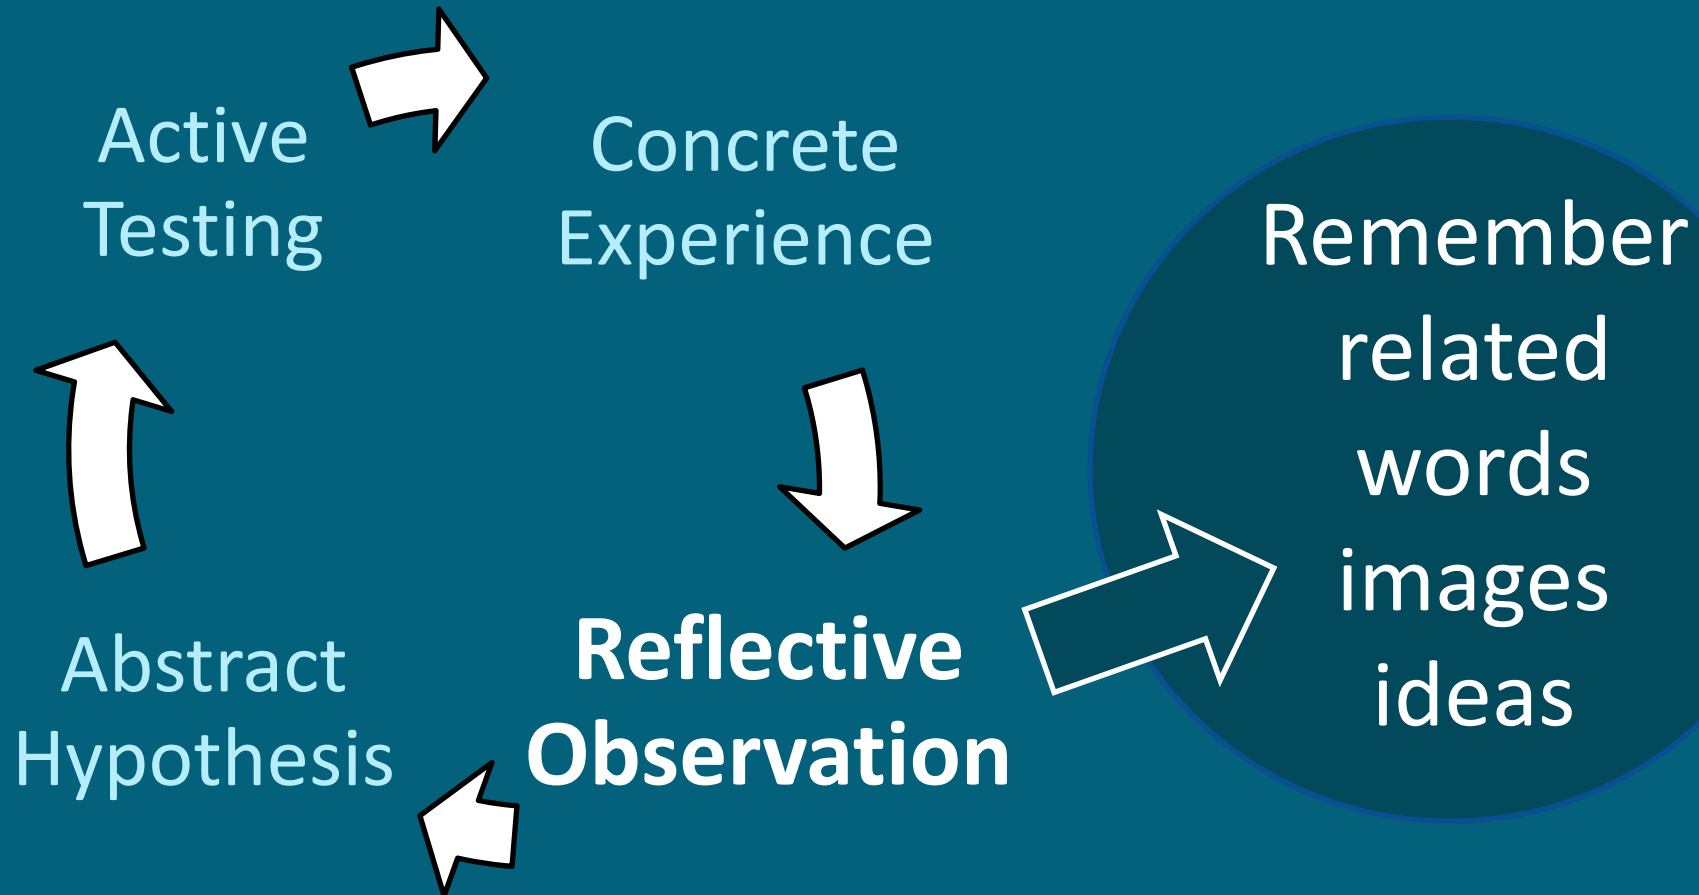 Active
Testing
Concrete
Experience
Reflective
Observation
Abstract
Hypothesis
Remember
related
words
images
ideas